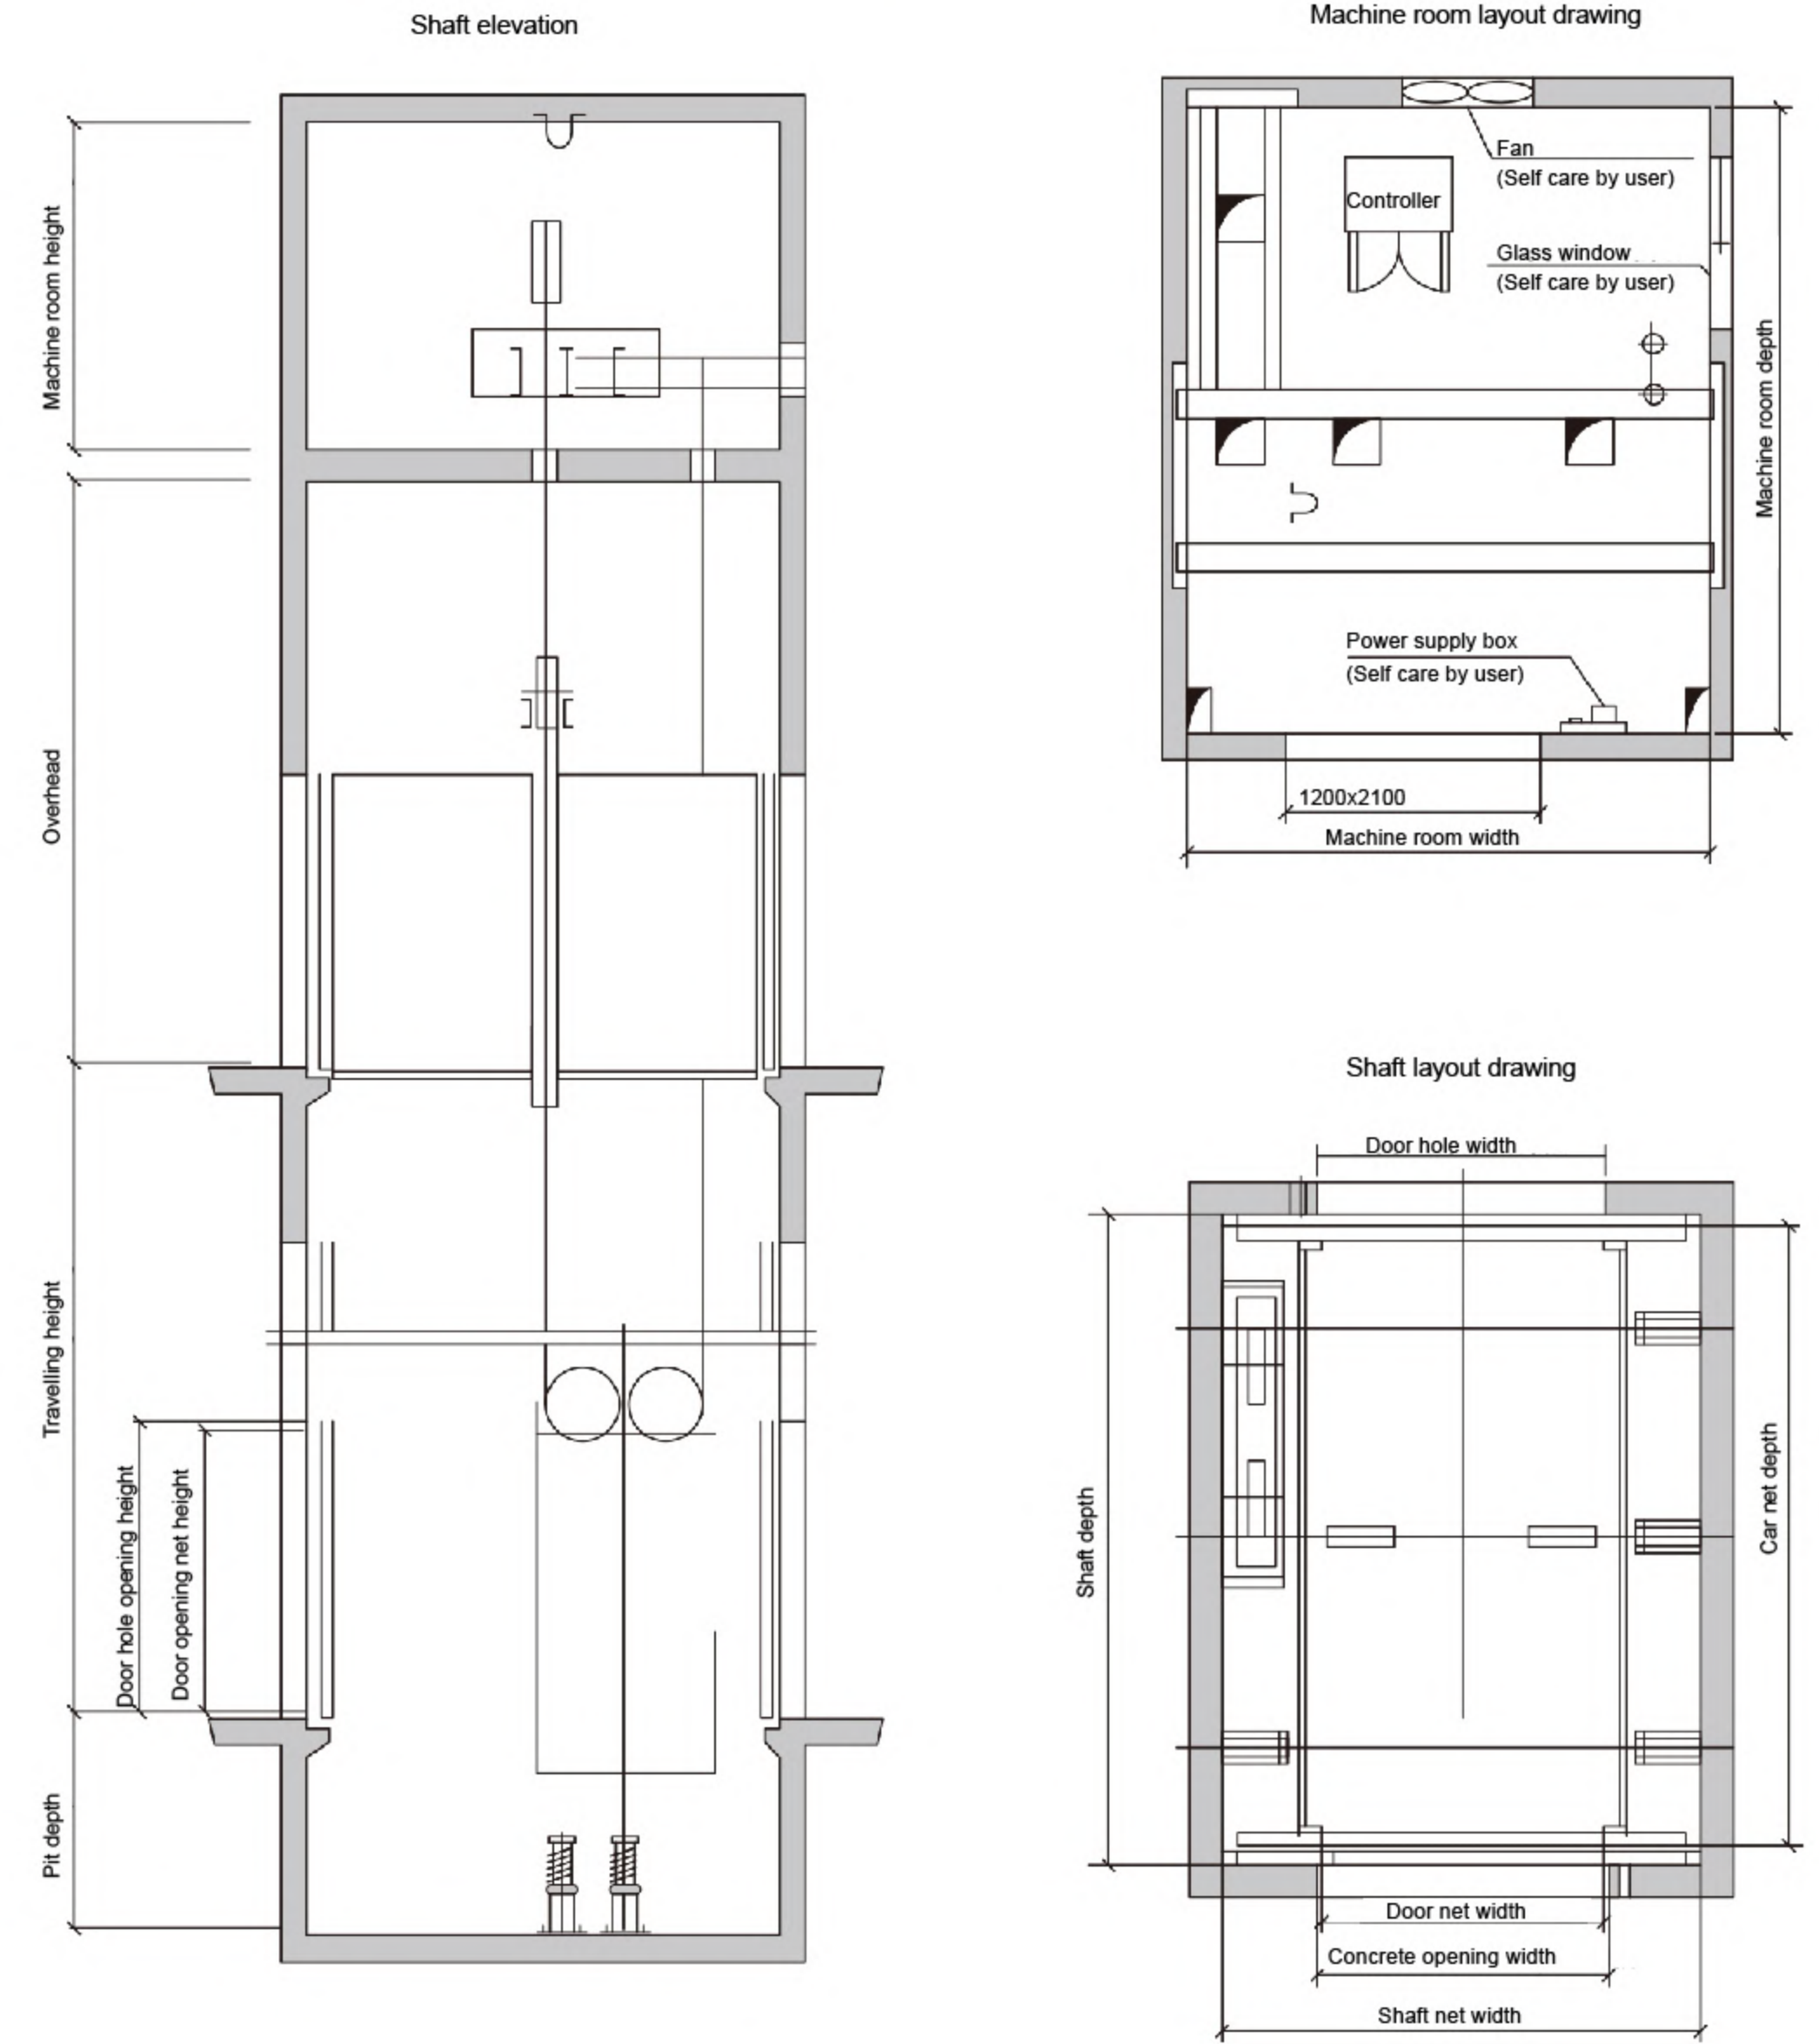 Shaft elevation
Machine room height
Overhead
Travelling height
Door hole opening height
Door opening net height
Pit depth
Machine room layout drawing
Fan
(Self care by user)
Controller
Glass window
(Self care by user)
Machine room depth
Power supply box
(Self care by user)
1200x2100
Machine room width
Shaft layout drawing
Door hole width
Shaft depth
Car net depth
Door net width
Concrete opening width
Shaft net width